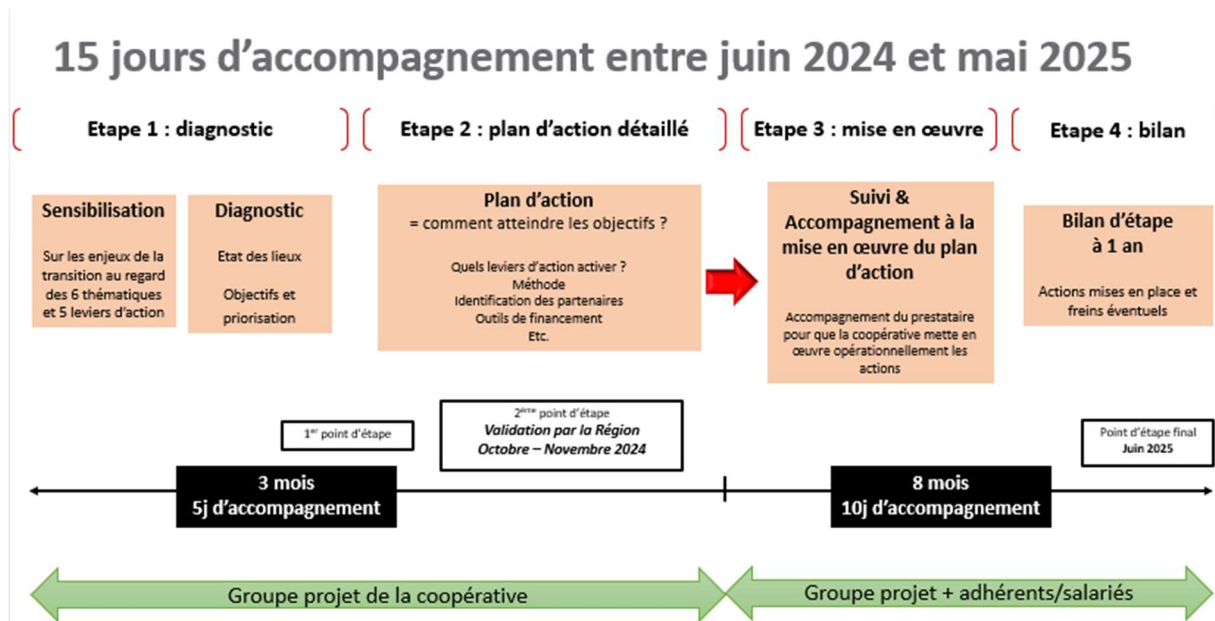 15 jours d’accompagnement entre juin 2024 et mai 2025
Etape 1 : diagnostic
Etape 2 : plan d’action détaillé
Etape 3 : mise en œuvre
Etape 4 : bilan
Sensibilisation
Sur les enjeux de la
transition au regard
des 6 thématiques
et 5 leviers d’action
Diagnostic
Etat des lieux
Objectifs et
priorisation
Plan d’action
= comment atteindre les objectifs ?
Quels leviers d’action activer ?
Méthode
Identification des partenaires
Outils de financement
Etc.
Suivi &
Accompagnement à la
mise en œuvre du plan
d’action
Accompagnement du prestataire
pour que la coopérative mette en
œuvre opérationnellement les
actions
Bilan d’étape
à 1 an
Actions mises en place et
freins éventuels
1er point d’étape
2ème point d’étape
Validation par la Région
Octobre – Novembre 2024
Point d’étape final
Juin 2025
3 mois
5j d’accompagnement
8 mois
10j d’accompagnement
Groupe projet de la coopérative
Groupe projet + adhérents/salariés